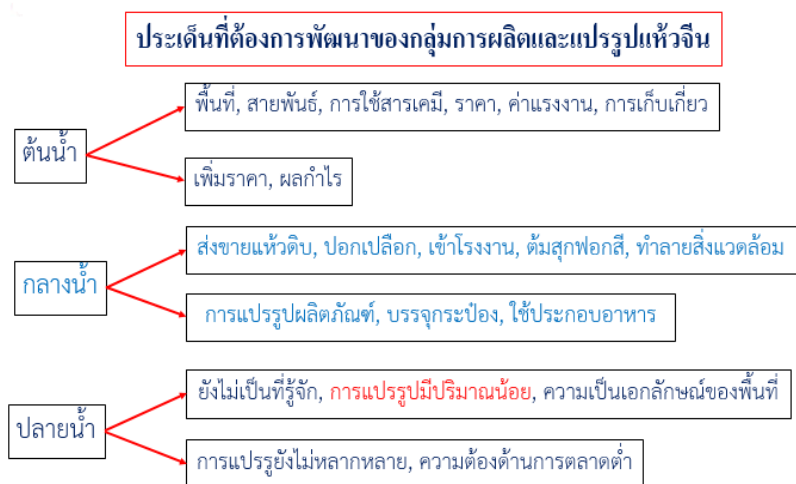 ประเด็นที่ต้องการพัฒนาของกลุ่มการผลิตและแปรรูปแห้วจีน
พื้นที่, สายพันธ์, การใช้สารเคมี, ราคา, ค่าแรงงาน, การเก็บเกี่ยว
ต้นน้ำ
เพิ่มราคา, ผลกำไร
ส่งขายแห้วดิบ, ปอกเปลือก, เข้าโรงงาน, ต้มสุกฟอกสี, ทำลายสิ่งแวดล้อม
กลางน้ำ
การแปรรูปผลิตภัณฑ์, บรรจุกระป๋อง, ใช้ประกอบอาหาร
ยังไม่เป็นที่รู้จัก, การแปรรูปมีปริมาณน้อย, ความเป็นเอกลักษณ์ของพื้นที่
ปลายน้ำ
การแปรรูยังไม่หลากหลาย, ความต้องด้านการตลาดต่ำ